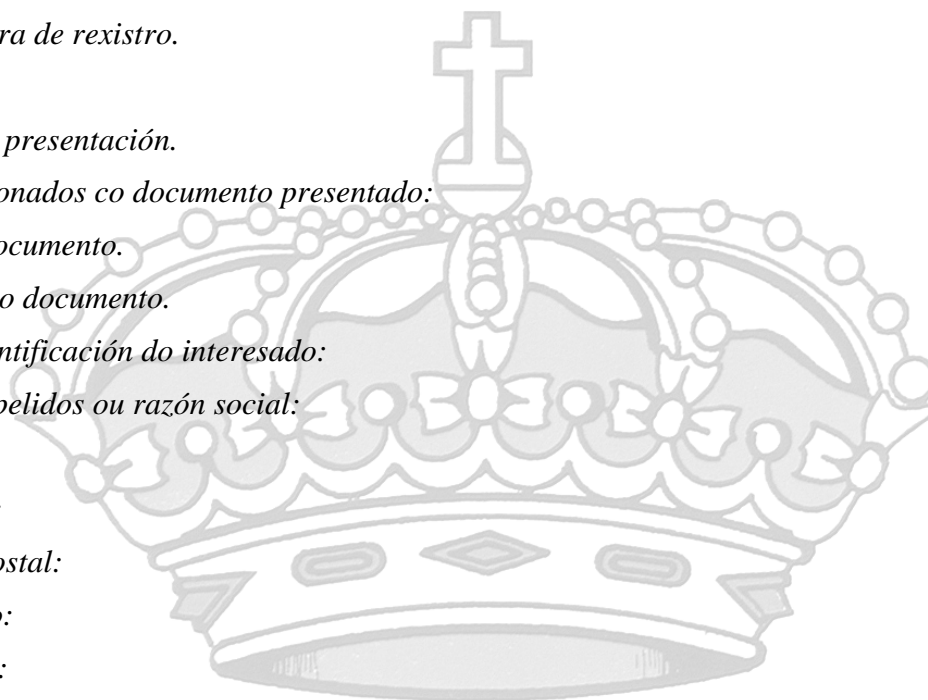 ra de rexistro.
presentación.
onados co documento presentado:
ocumento.
o documento.
ntificación do interesado:
pelidos ou razón social:
ostal:
o:
: